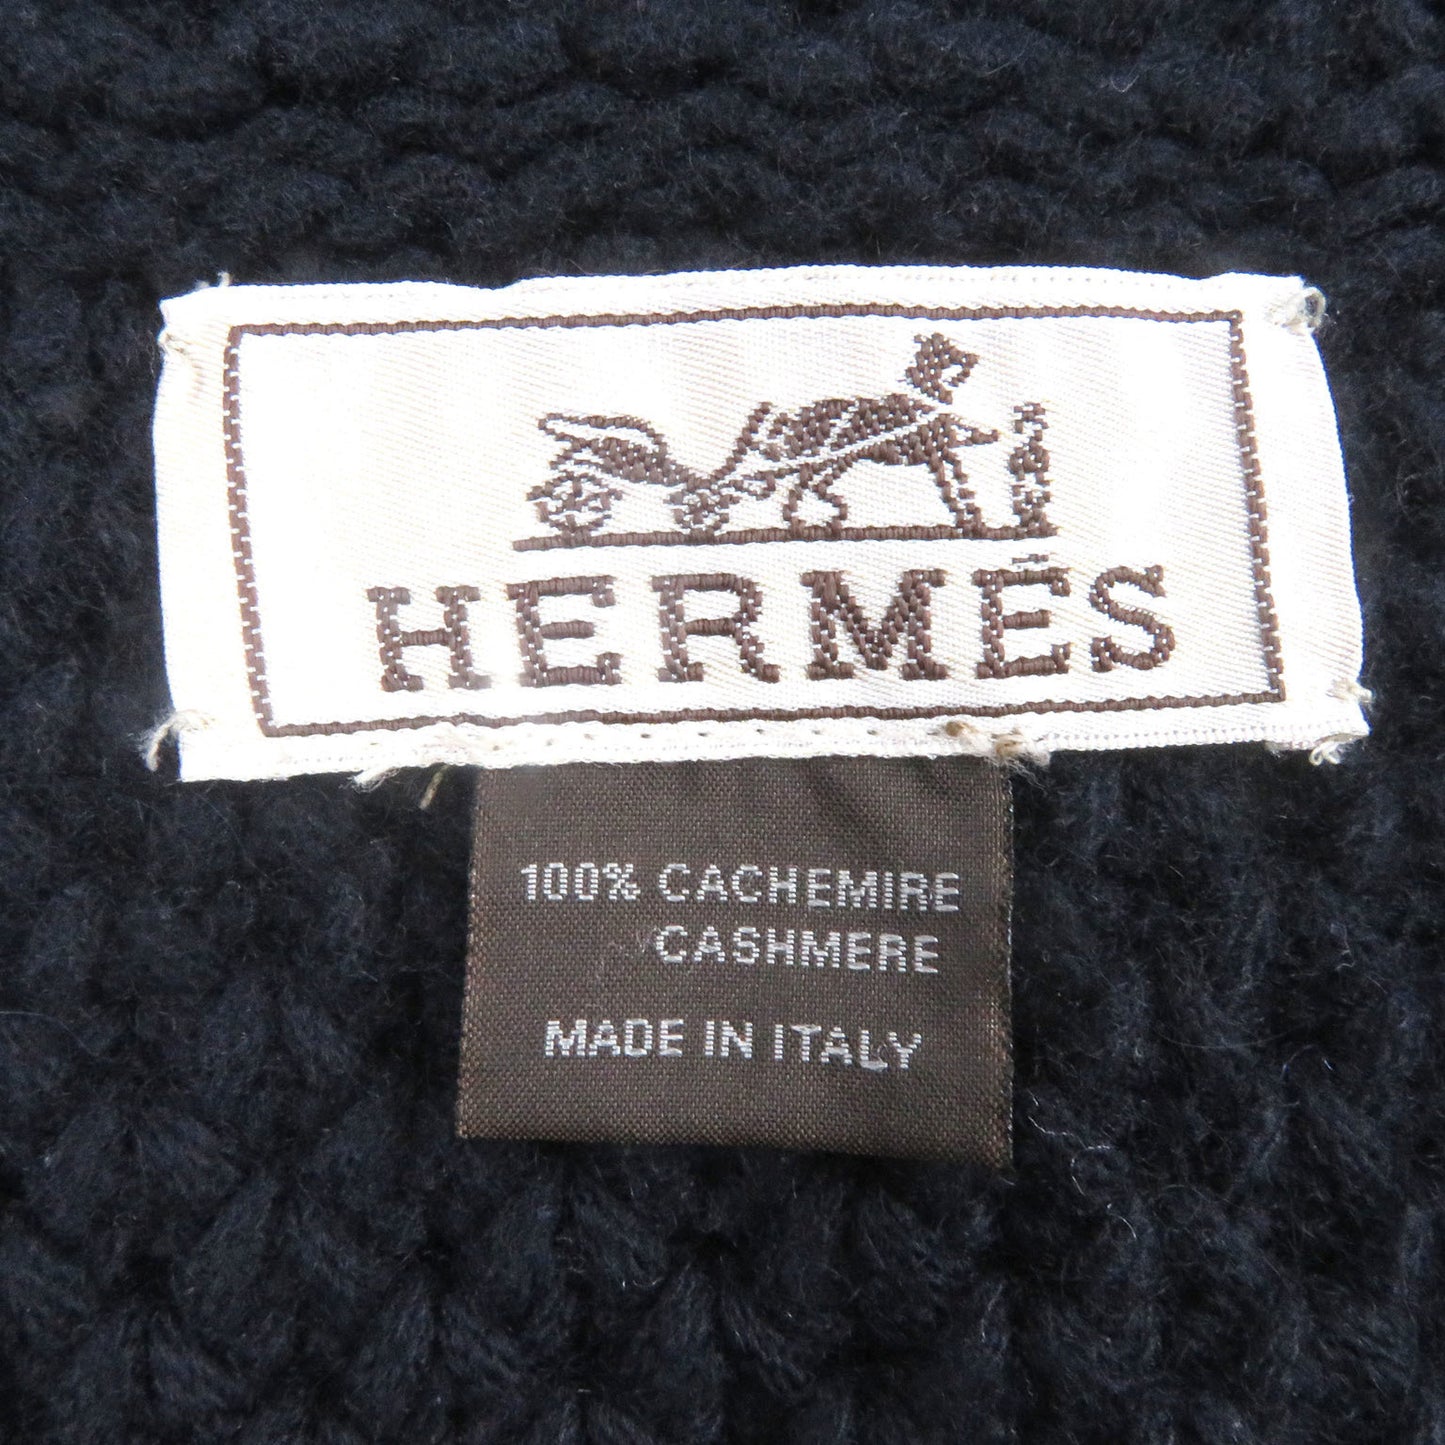 HERMÈS
100% CACHEMIRE
CASHMERE
MADE IN ITALY